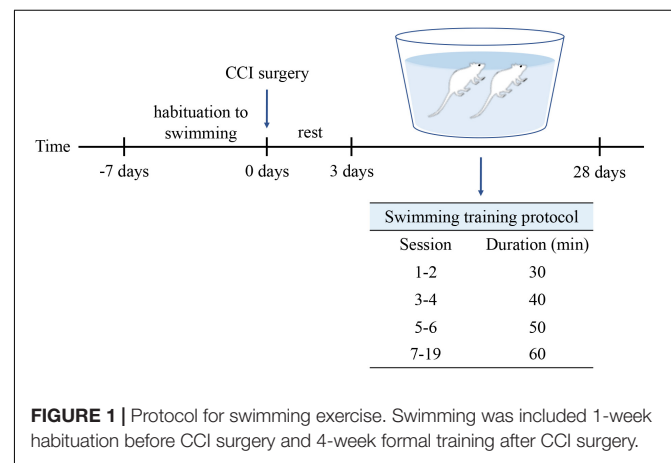 CCI surgery
habituation to
swimming
rest
Time
-7 days
0 days
3 days
28 days
Swimming training protocol
Session Duration (min)
1-2 30
3-4 40
5-6 50
7-19 60
FIGURE 1 | Protocol for swimming exercise. Swimming was included 1-week
habituation before CCI surgery and 4-week formal training after CCI surgery.